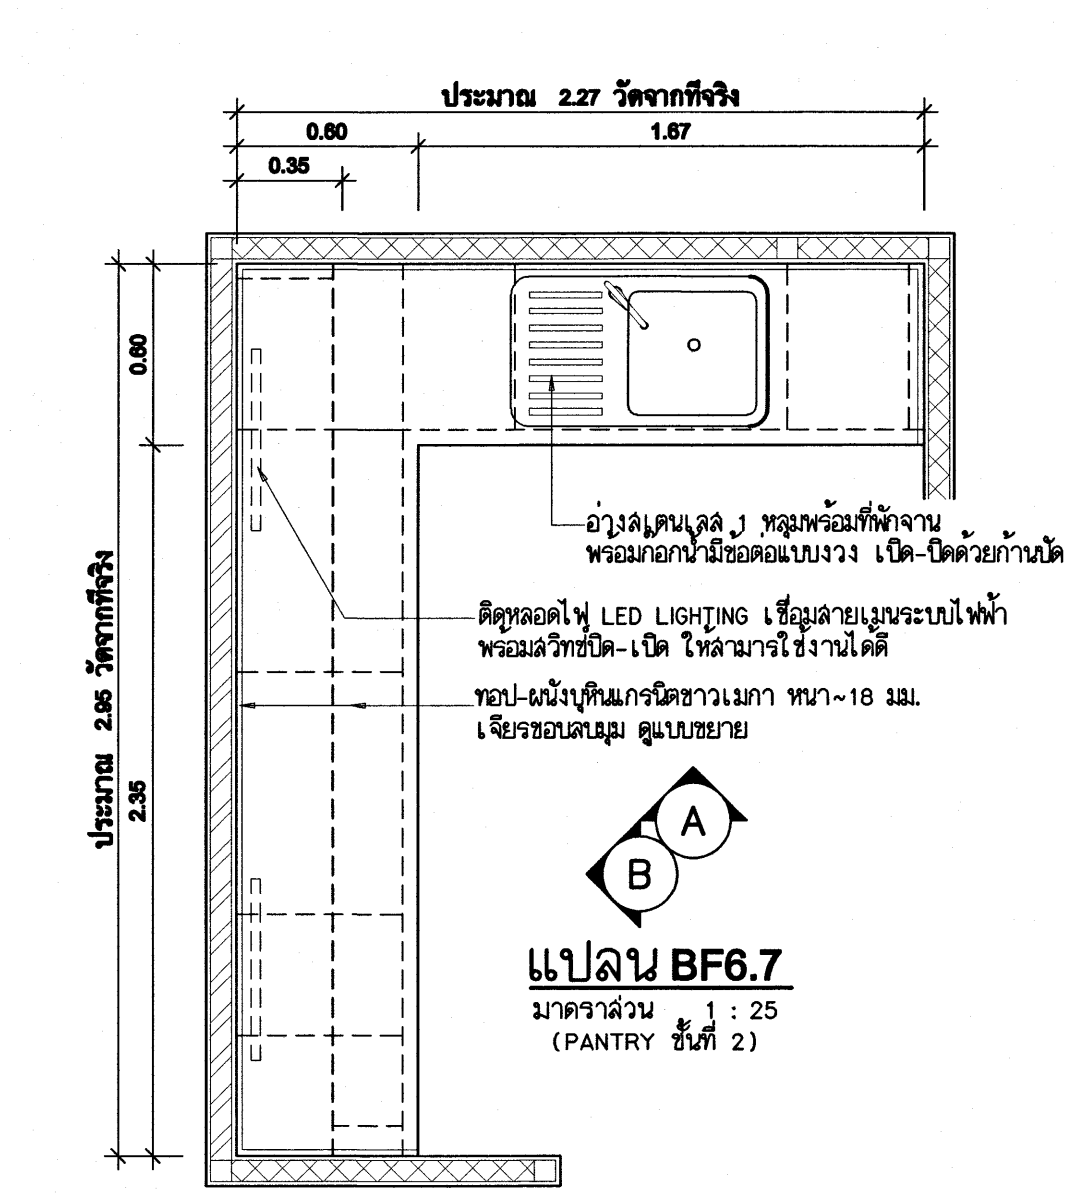 ประมาณ 2.27 วัดจากที่จริง
0.60
1.67
0.35
0.60
ประมาณ 2.95 วัดจากที่จริง
2.35
อ่างสแตนเลส 1 หลุมพร้อมที่พักจาน
พร้อมก๊อกน้ำมีข้อต่อแบบงวง เปิด-ปิดด้วยก้านปัด
ติดหลอดไฟ LED LIGHTING เชื่อมสายเมนระบบไฟฟ้า
พร้อมสวิทช์ปิด-เปิด ให้สามารใช้งานได้ดี
ทอป-ผนังบุหินแกรนิตขาวเมกา หนา~18 มม.
เจียรขอบลบมุม ดูแบบขยาย
A
B
แปลน BF6.7
มาตราส่วน 1 : 25
(PANTRY ชั้นที่ 2)